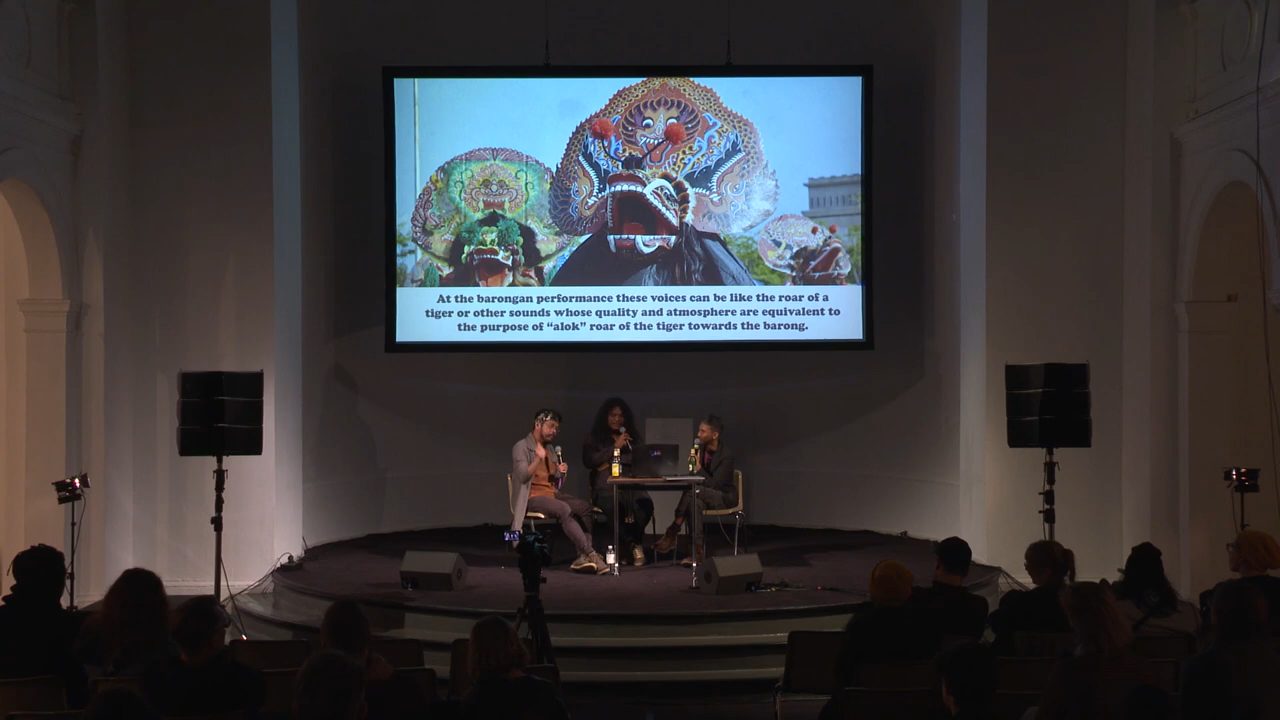 At the barongan performance these voices can be like the roar of a
tiger or other sounds whose quality and atmosphere are equivalent to
the purpose of “alok” roar of the tiger towards the barong.